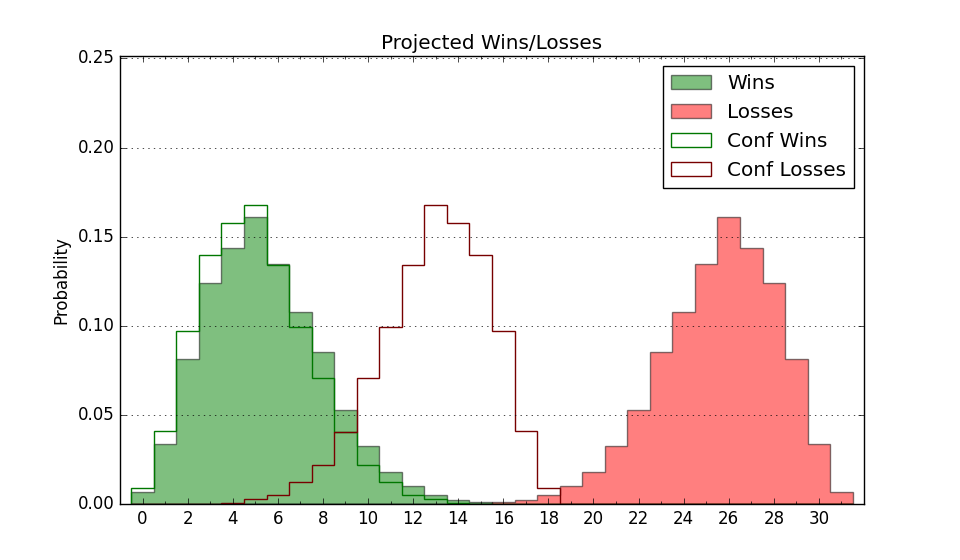 Projected Wins/Losses
0.25
0.20
0.15
0.10
0.05
0.00
Probability
Wins
Losses
Conf Wins
Conf Losses
0 2 4 6 8 10 12 14 16 18 20 22 24 26 28 30